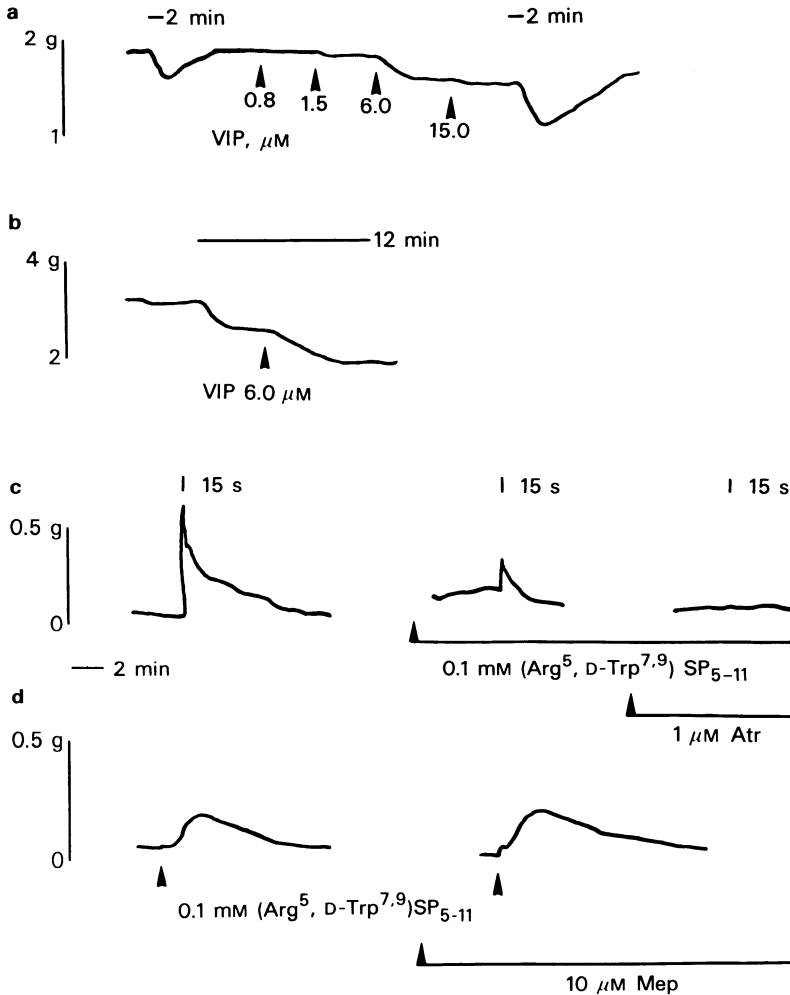 a
–2 min –2 min
2 g
0.8 1.5 6.0 15.0
1
VIP, μM
b
12 min
4 g
2
VIP 6.0 μM
c
15 s 15 s 15 s
0.5 g
0
0.1 mM (Arg⁵, D-Trp⁷,⁹) SP₅₋₁₁
2 min
1 μM Atr
d
0.5 g
0
0.1 mM (Arg⁵, D-Trp⁷,⁹)SP₅₋₁₁
10 μM Mep